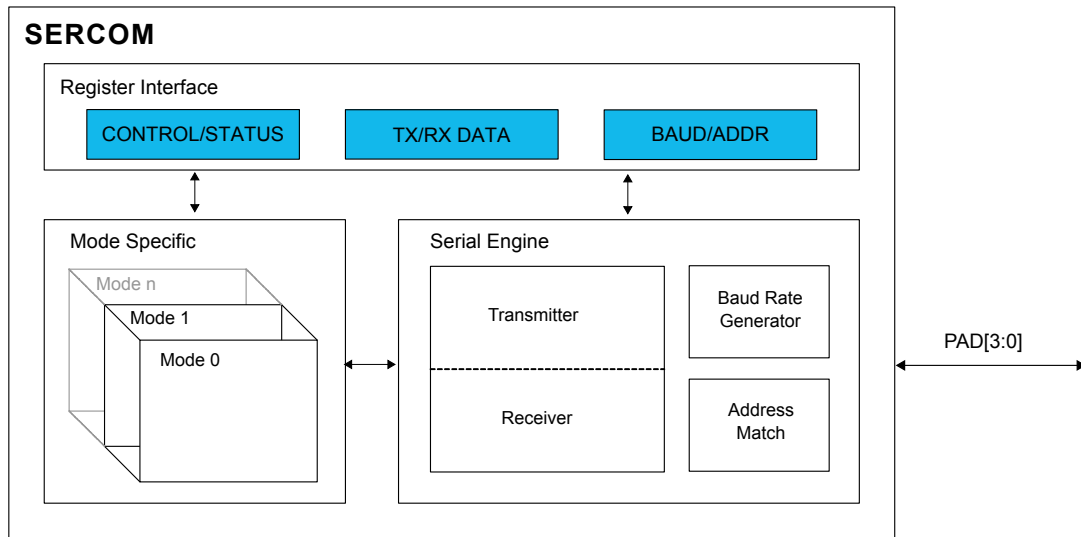 SERCOM
Register Interface
CONTROL/STATUS
TX/RX DATA
BAUD/ADDR
Mode Specific
Mode n
Mode 1
Mode 0
Serial Engine
Transmitter
Receiver
Baud Rate
Generator
Address
Match
PAD[3:0]